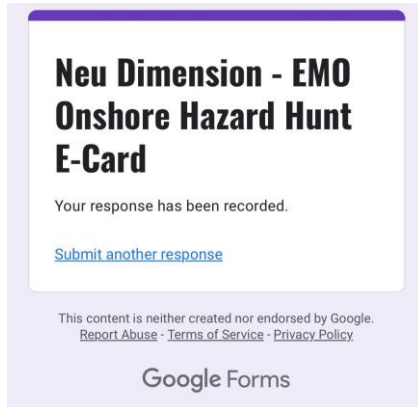 Neu Dimension - EMO
Onshore Hazard Hunt
E-Card
Your response has been recorded.
Submit another response
This content is neither created nor endorsed by Google.
Report Abuse - Terms of Service - Privacy Policy
Google Forms